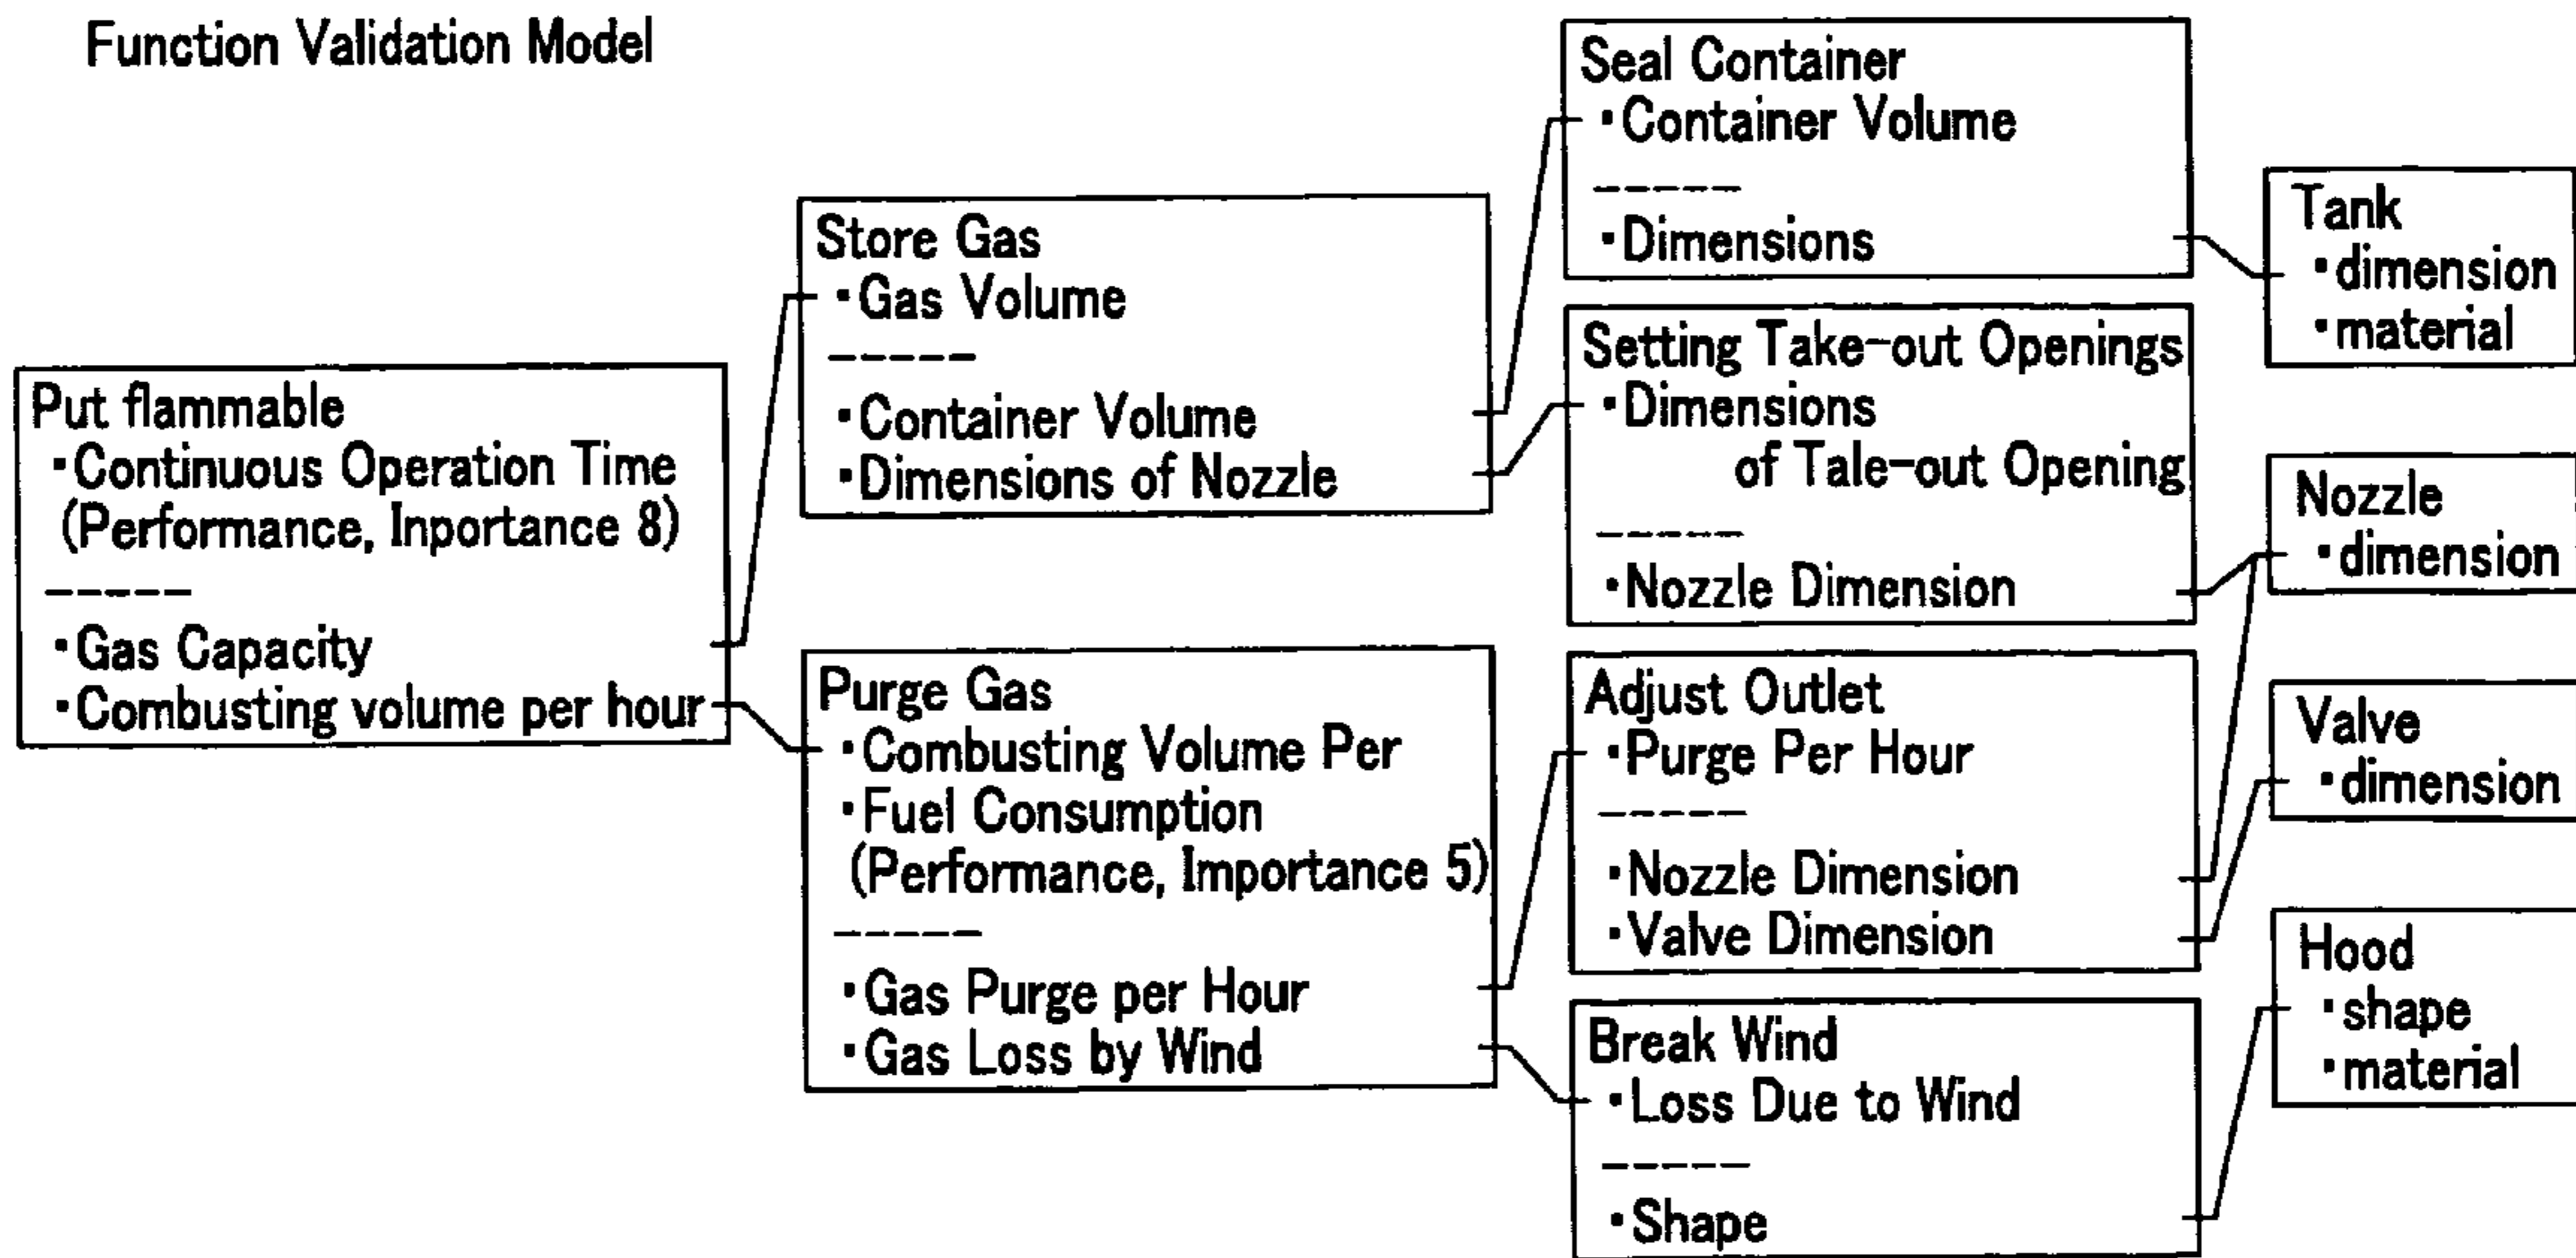 Function Validation Model
Put flammable
・Continuous Operation Time
(Performance, Inportance 8)
-----
・Gas Capacity
・Combusting volume per hour
Store Gas
・Gas Volume
-----
・Container Volume
・Dimensions of Nozzle
Purge Gas
・Combusting Volume Per
・Fuel Consumption
(Performance, Importance 5)
-----
・Gas Purge per Hour
・Gas Loss by Wind
Seal Container
・Container Volume
-----
・Dimensions
Setting Take-out Openings
・Dimensions
of Tale-out Opening
-----
・Nozzle Dimension
Adjust Outlet
・Purge Per Hour
-----
・Nozzle Dimension
・Valve Dimension
Break Wind
・Loss Due to Wind
-----
・Shape
Tank
・dimension
・material
Nozzle
・dimension
Valve
・dimension
Hood
・shape
・material